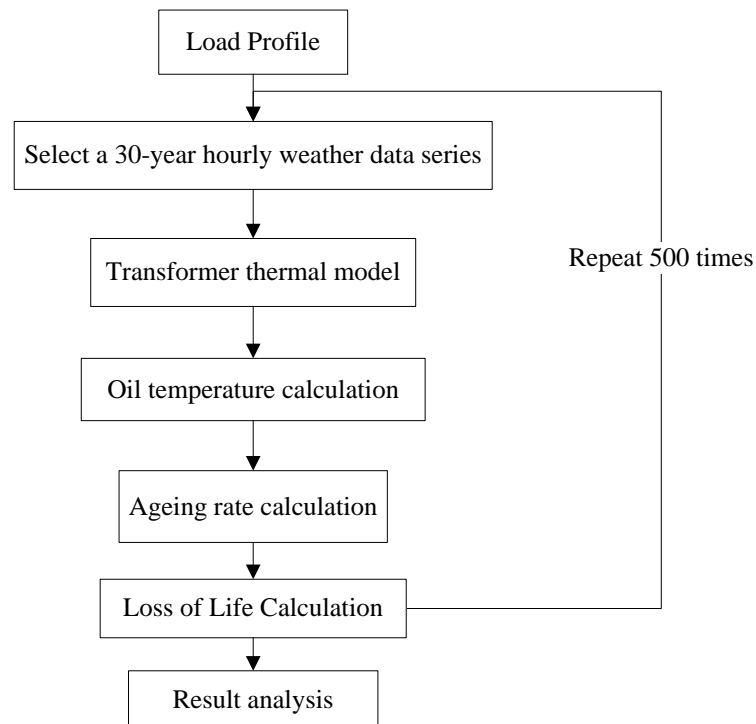 Load Profile
Select a 30-year hourly weather data series
Transformer thermal model
Repeat 500 times
Oil temperature calculation
Ageing rate calculation
Loss of Life Calculation
Result analysis